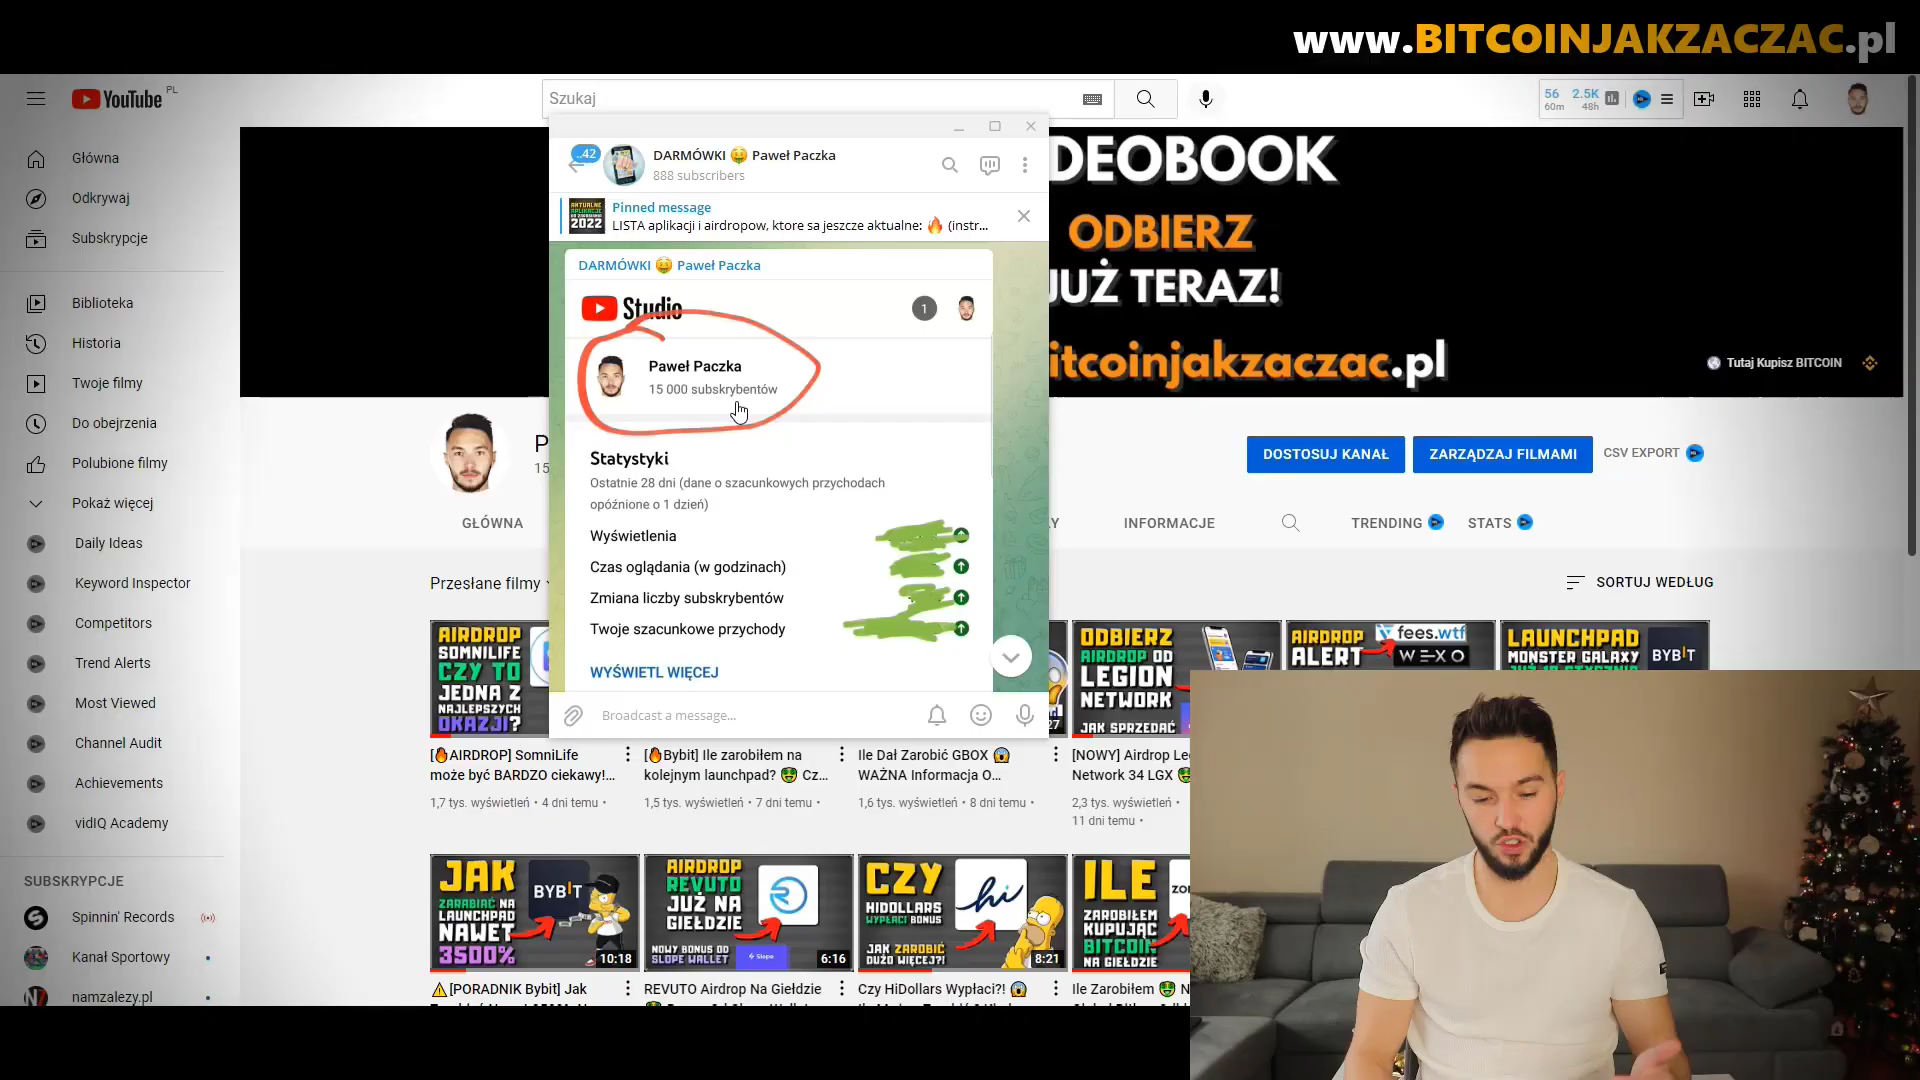 www.BITCOINJAKZACZAC.pl
YouTube PL
Szukaj
56 2.5K
60m 48h
..42
DARMÓWKI 🤑 Paweł Paczka
888 subscribers
Pinned message
LISTA aplikacji i airdropow, ktore sa jeszcze aktualne: 🔥 (instr...
AKTUALNE
2022
DARMÓWKI 🤑 Paweł Paczka
Studio
1
Paweł Paczka
15 000 subskrybentów
Statystyki
Ostatnie 28 dni (dane o szacunkowych przychodach
opóźnione o 1 dzień)
Wyświetlenia
Czas oglądania (w godzinach)
Zmiana liczby subskrybentów
Twoje szacunkowe przychody
WYŚWIETL WIĘCEJ
Broadcast a message...
Główna
Odkrywaj
Subskrypcje
Biblioteka
Historia
Twoje filmy
Do obejrzenia
Polubione filmy
Pokaż więcej
Daily Ideas
Keyword Inspector
Competitors
Trend Alerts
Most Viewed
Channel Audit
Achievements
vidIQ Academy
SUBSKRYPCJE
Spinnin' Records
Kanał Sportowy
namzalezy.pl
DEOBOOK
ODBIERZ
JUŻ TERAZ!
itcoinjakzaczac.pl
Tutaj Kupisz BITCOIN
P
15
DOSTOSUJ KANAŁ
ZARZĄDZAJ FILMAMI
CSV EXPORT
GŁÓWNA
Y
INFORMACJE
TRENDING
STATS
Przesłane filmy
SORTUJ WEDŁUG
AIRDROP
SOMNILIFE
CZY TO
JEDNA Z
NAJLEPSZYCH
OKAZJI?
27
ODBIERZ
AIRDROP OD
LEGION
NETWORK
JAK SPRZEDAĆ
AIRDROP
ALERT
fees.wtf
WEXO
LAUNCHPAD
MONSTER GALAXY
BYBIT
[🔥AIRDROP] SomniLife
może być BARDZO ciekawy!...
1,7 tys. wyświetleń • 4 dni temu •
[🔥Bybit] Ile zarobiłem na
kolejnym launchpad? 🤑 Cz...
1,5 tys. wyświetleń • 7 dni temu •
Ile Dał Zarobić GBOX 😱
WAŻNA Informacja O...
1,6 tys. wyświetleń • 8 dni temu •
[NOWY] Airdrop Le
Network 34 LGX 🤑
2,3 tys. wyświetleń •
11 dni temu •
JAK
ZARABIAĆ NA
LAUNCHPAD
NAWET
3500%
BYBIT
10:18
AIRDROP
REVUTO
JUŻ NA
GIEŁDZIE
NOWY BONUS OD
SLOPE WALLET
Slope
6:16
CZY
HIDOLLARS
WYPŁACI BONUS
hi
JAK ZAROBIĆ
DUŻO WIĘCEJ?!
8:21
ILE
ZAROBIŁEM
KUPUJĄC
BITCOIN
NA GIEŁDZIE
ZON
⚠[PORADNIK Bybit] Jak
REVUTO Airdrop Na Giełdzie
Czy HiDollars Wypłaci?! 😱
Ile Zarobiłem 🤑 N